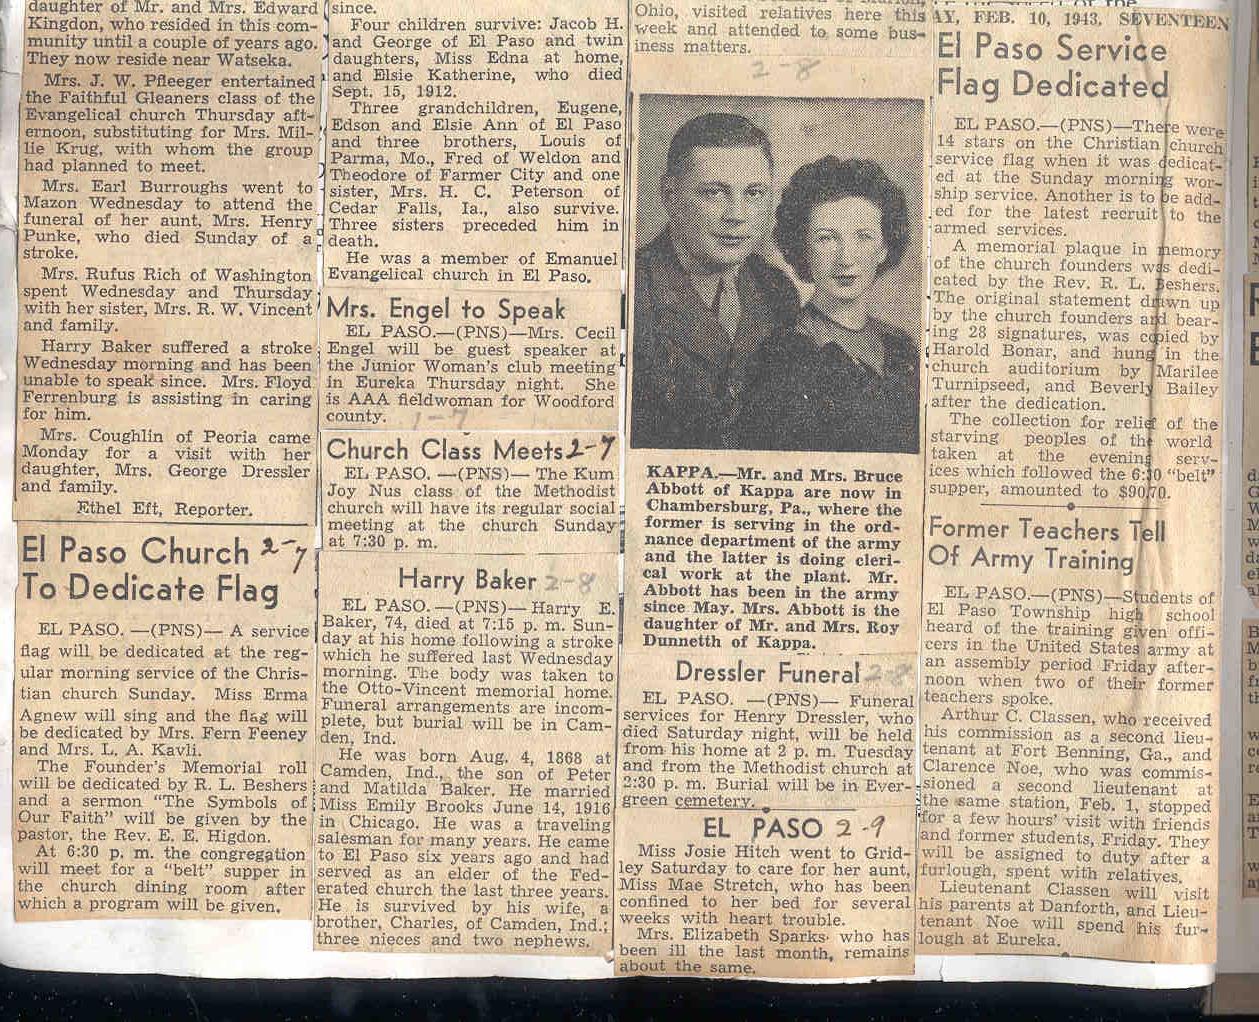 daughter of Mr. and Mrs. Edward
Kingdon, who resided in this com-
munity until a couple of years ago.
They now reside near Watseka.
Mrs. J. W. Pfleeger entertained
the Faithful Gleaners class of the
Evangelical church Thursday aft-
ernoon, substituting for Mrs. Mil-
lie Krug, with whom the group
had planned to meet.
Mrs. Earl Burroughs went to
Mazon Wednesday to attend the
funeral of her aunt, Mrs. Henry
Punke, who died Sunday of a
stroke.
Mrs. Rufus Rich of Washington
spent Wednesday and Thursday
with her sister, Mrs. R. W. Vincent
and family.
Harry Baker suffered a stroke
Wednesday morning and has been
unable to speak since. Mrs. Floyd
Ferrenburg is assisting in caring
for him.
Mrs. Coughlin of Peoria came
Monday for a visit with her
daughter, Mrs. George Dressler
and family.
Ethel Eft, Reporter.
El Paso Church 2-7
To Dedicate Flag
EL PASO. —(PNS)— A service
flag will be dedicated at the reg-
ular morning service of the Chris-
tian church Sunday. Miss Erma
Agnew will sing and the flag will
be dedicated by Mrs. Fern Feeney
and Mrs. L. A. Kavli.
The Founder's Memorial roll
will be dedicated by R. L. Beshers
and a sermon "The Symbols of
Our Faith" will be given by the
pastor, the Rev. E. E. Higdon.
At 6:30 p. m. the congregation
will meet for a "belt" supper in
the church dining room after
which a program will be given.
since.
Four children survive: Jacob H.
and George of El Paso and twin
daughters, Miss Edna at home,
and Elsie Katherine, who died
Sept. 15, 1912.
Three grandchildren, Eugene,
Edson and Elsie Ann of El Paso
and three brothers, Louis of
Parma, Mo., Fred of Weldon and
Theodore of Farmer City and one
sister, Mrs. H. C. Peterson of
Cedar Falls, Ia., also survive.
Three sisters preceded him in
death.
He was a member of Emanuel
Evangelical church in El Paso.
Mrs. Engel to Speak
EL PASO.—(PNS)—Mrs. Cecil
Engel will be guest speaker at
the Junior Woman's club meeting
in Eureka Thursday night. She
is AAA fieldwoman for Woodford
county. 1-7
Church Class Meets 2-7
EL PASO. —(PNS)— The Kum
Joy Nus class of the Methodist
church will have its regular social
meeting at the church Sunday
at 7:30 p. m.
Harry Baker 2-8
EL PASO.—(PNS)—Harry E.
Baker, 74, died at 7:15 p. m. Sun-
day at his home following a stroke
which he suffered last Wednesday
morning. The body was taken to
the Otto-Vincent memorial home.
Funeral arrangements are incom-
plete, but burial will be in Cam-
den, Ind.
He was born Aug. 4, 1868 at
Camden, Ind., the son of Peter
and Matilda Baker. He married
Miss Emily Brooks June 14, 1916
in Chicago. He was a traveling
salesman for many years. He came
to El Paso six years ago and had
served as an elder of the Fed-
erated church the last three years.
He is survived by his wife, a
brother, Charles, of Camden, Ind.;
three nieces and two nephews.
Ohio, visited relatives here this
week and attended to some bus-
iness matters.
2-8
KAPPA.—Mr. and Mrs. Bruce
Abbott of Kappa are now in
Chambersburg, Pa., where the
former is serving in the ord-
nance department of the army
and the latter is doing cleri-
cal work at the plant. Mr.
Abbott has been in the army
since May. Mrs. Abbott is the
daughter of Mr. and Mrs. Roy
Dunneth of Kappa.
Dressler Funeral 2-8
EL PASO. —(PNS)— Funeral
services for Henry Dressler, who
died Saturday night, will be held
from his home at 2 p. m. Tuesday
and from the Methodist church at
2:30 p. m. Burial will be in Ever-
green cemetery.
EL PASO 2-9
Miss Josie Hitch went to Grid-
ley Saturday to care for her aunt,
Miss Mae Stretch, who has been
confined to her bed for several
weeks with heart trouble.
Mrs. Elizabeth Sparks who has
been ill the last month, remains
about the same.
AY, FEB. 10, 1943. SEVENTEEN
El Paso Service
Flag Dedicated
EL PASO.—(PNS)—There were
14 stars on the Christian church
service flag when it was dedicat-
ed at the Sunday morning wor-
ship service. Another is to be add-
ed for the latest recruit to the
armed services.
A memorial plaque in memory
of the church founders was dedi-
cated by the Rev. R. L. Beshers.
The original statement drawn up
by the church founders and bear-
ing 28 signatures, was copied by
Harold Bonar, and hung in the
church auditorium by Marilee
Turnipseed, and Beverly Bailey
after the dedication.
The collection for relief of the
starving peoples of the world
taken at the evening serv-
ices which followed the 6:30 "belt"
supper, amounted to $90.70.
Former Teachers Tell
Of Army Training
EL PASO.—(PNS)—Students of
El Paso Township high school
heard of the training given offi-
cers in the United States army at
an assembly period Friday after-
noon when two of their former
teachers spoke.
Arthur C. Classen, who received
his commission as a second lieu-
tenant at Fort Benning, Ga., and
Clarence Noe, who was commis-
sioned a second lieutenant at
the same station, Feb. 1, stopped
for a few hours' visit with friends
and former students, Friday. They
will be assigned to duty after a
furlough, spent with relatives.
Lieutenant Classen will visit
his parents at Danforth, and Lieu-
tenant Noe will spend his fur-
lough at Eureka.